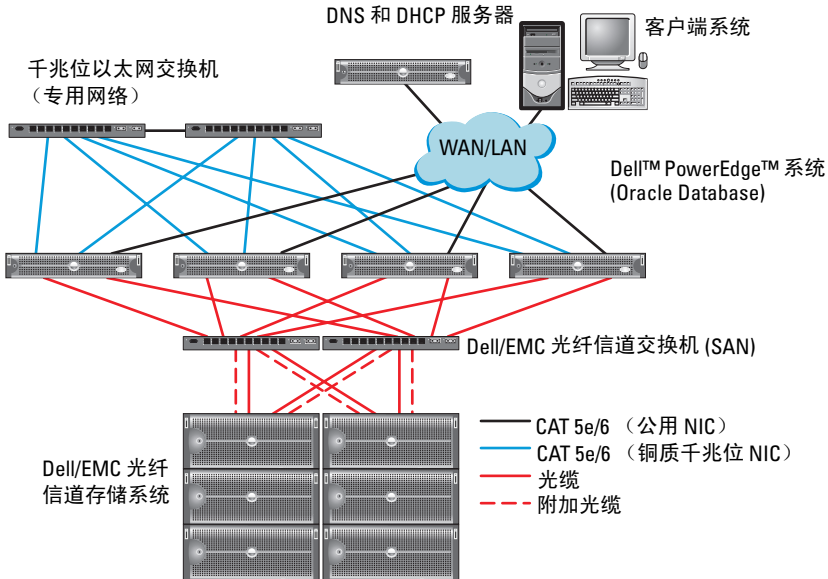 DNS 和 DHCP 服务器
客户端系统
千兆位以太网交换机
（专用网络）
WAN/LAN
Dell™ PowerEdge™ 系统
(Oracle Database)
Dell/EMC 光纤信道交换机 (SAN)
Dell/EMC 光纤
信道存储系统
CAT 5e/6 （公用 NIC）
CAT 5e/6 （铜质千兆位 NIC）
光缆
附加光缆